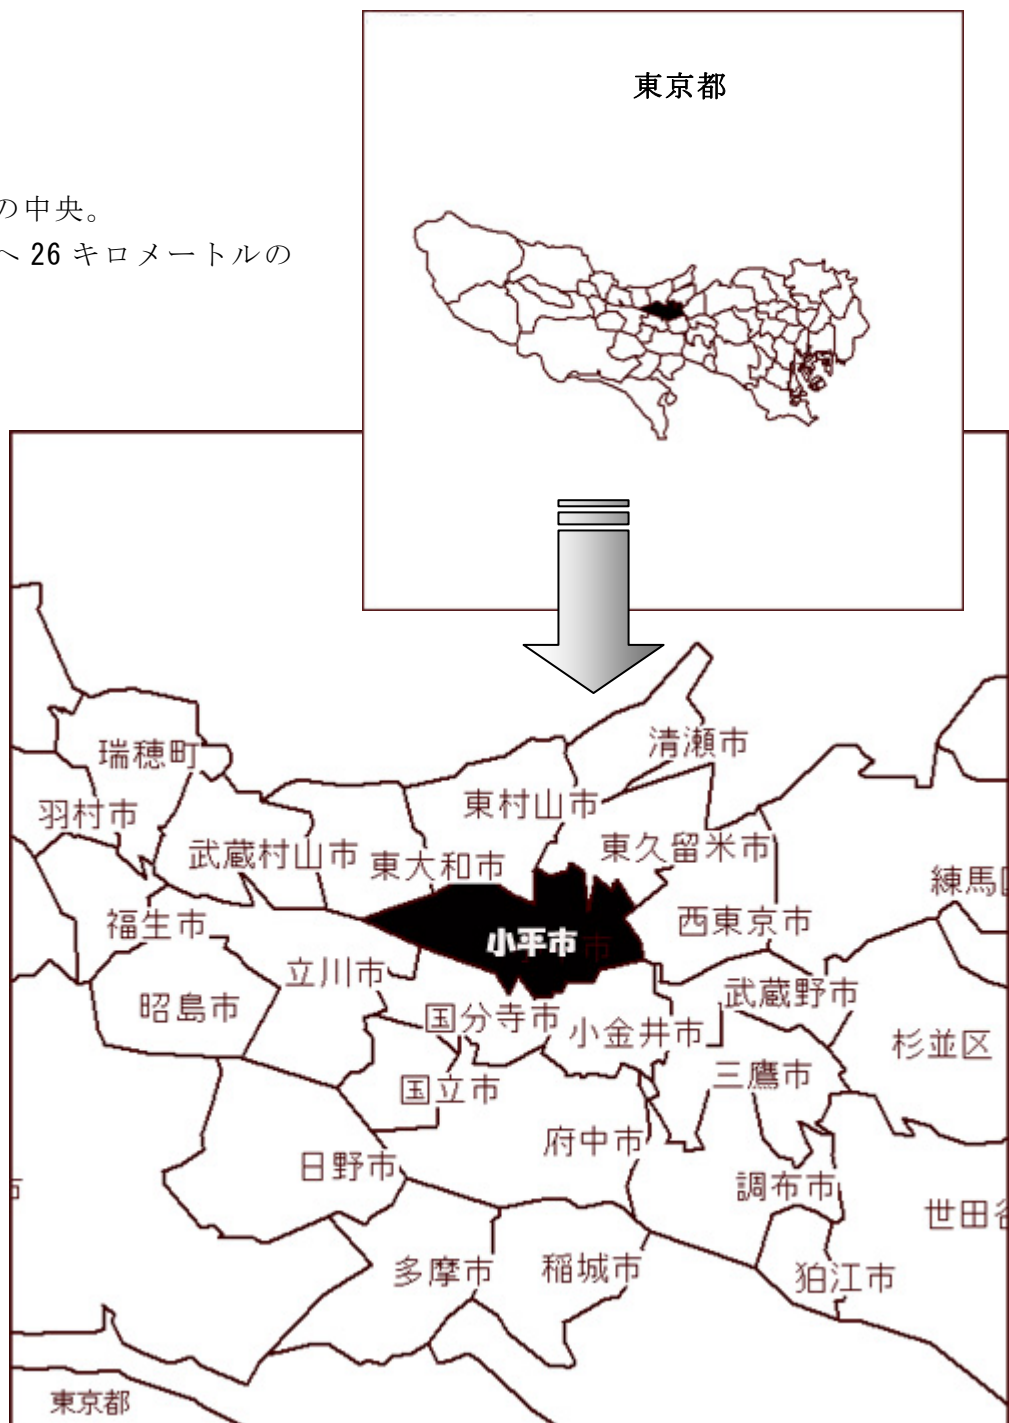 東京都
の中央。
へ 26 キロメートルの
清瀬市
瑞穂町
東村山市
羽村市
武蔵村山市
東大和市
東久留米市
練馬区
福生市
西東京市
小平市
市
立川市
武蔵野市
昭島市
国分寺市
小金井市
杉並区
三鷹市
国立市
府中市
日野市
調布市
市
世田谷
多摩市
稲城市
狛江市
東京都